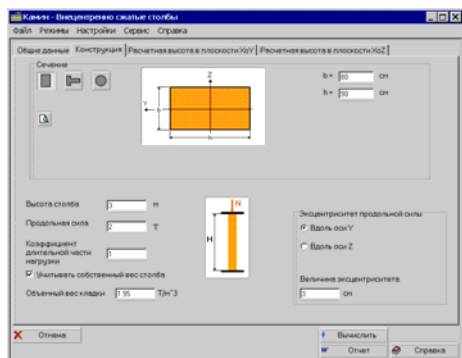 Камин - Внецентренно сжатые столбы
Файл Режимы Настройки Сервис Справка
Общие данные Конструкция Расчетная высота в плоскости XoY Расчетная высота в плоскости XoZ
Сечение
Z
Y
b
h
b = 80 см
h = 90 см
Высота столба 3 м
Продольная сила 2 Т
Коэффициент длительной части нагрузки 1
Учитывать собственный вес столба
Объемный вес кладки 1.95 Т/м^3
N
H
Эксцентриситет продольной силы
Вдоль оси Y
Вдоль оси Z
Величина эксцентриситета
3 см
Отмена
Вычислить
Отчет
Справка